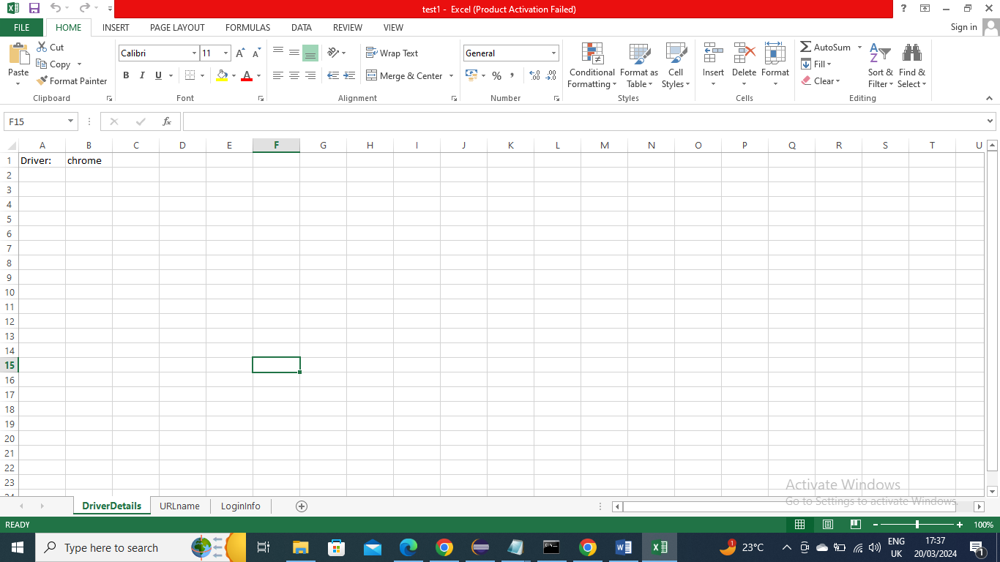 test1 - Excel (Product Activation Failed)
?
FILE HOME INSERT PAGE LAYOUT FORMULAS DATA REVIEW VIEW Sign in
Paste
Cut
Copy
Format Painter
Clipboard
Calibri 11
B I U
Font
Wrap Text
Merge & Center
Alignment
General
%
Number
Conditional Formatting
Format as Table
Cell Styles
Styles
Insert
Delete
Format
Cells
AutoSum
Fill
Clear
Sort & Filter
Find & Select
Editing
F15 fx
A B C D E F G H I J K L M N O P Q R S T U
1 Driver: chrome
2
3
4
5
6
7
8
9
10
11
12
13
14
15
16
17
18
19
20
21
22
23
24
Activate Windows
Go to Settings to activate Windows.
DriverDetails URLname LoginInfo
READY 100%
Type here to search
23°C
ENG
UK
17:37
20/03/2024
1